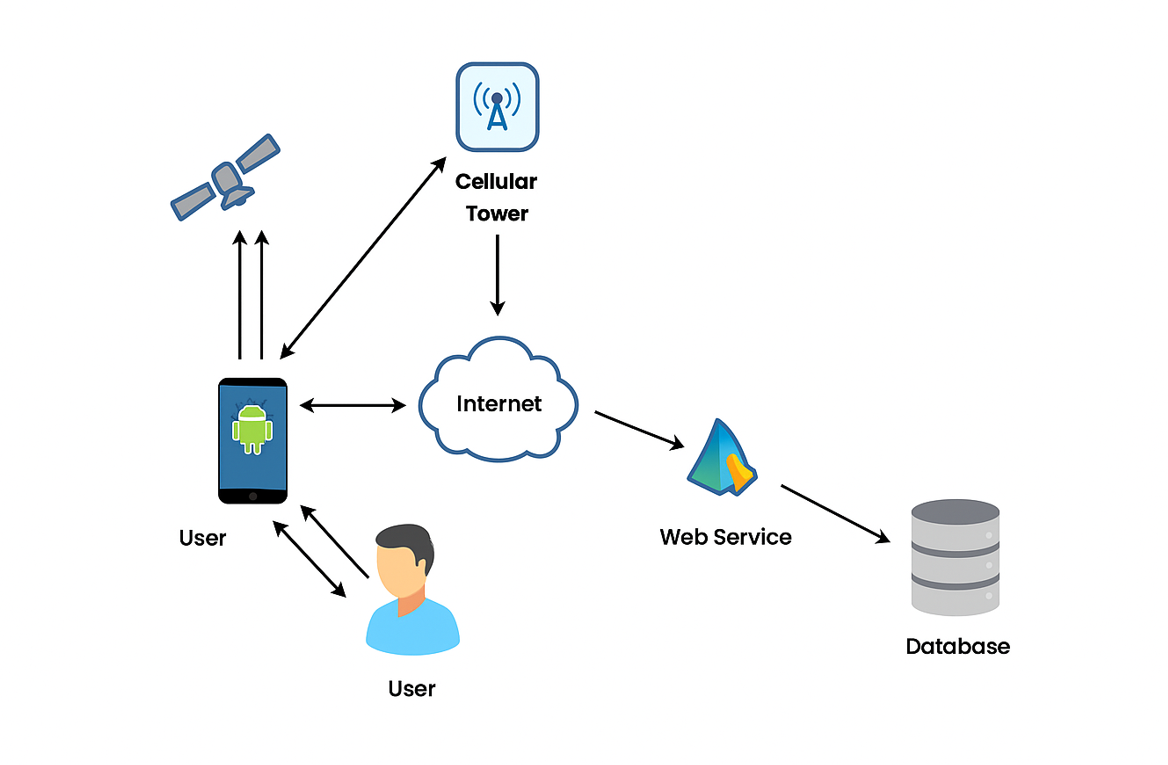 Cellular
Tower
Internet
User
Web Service
Database
User